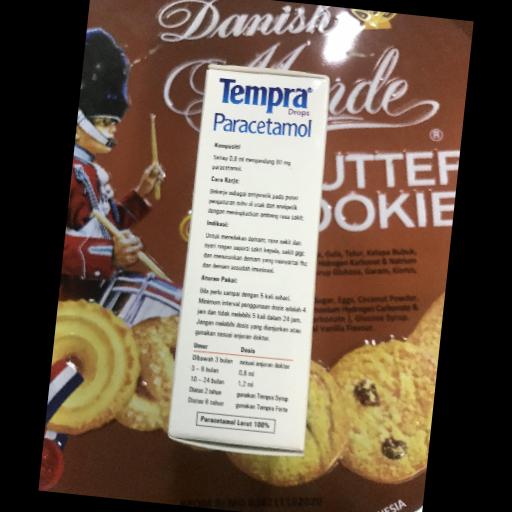 Danish
Monde
BUTTER
COOKIE
Tempra®
Drops
Paracetamol
Komposisi
Setiap 0,8 ml mengandung 80 mg
paracetamol.
Cara Kerja:
Bekerja sebagai antipiretik pada pusat
pengaturan suhu di otak dan analgetik
dengan meningkatkan ambang rasa sakit.
Indikasi:
Untuk meredakan demam, rasa sakit dan
nyeri ringan seperti sakit kepala, sakit gigi,
dan menurunkan demam yang menyertai flu
dan demam sesudah imunisasi.
Aturan Pakai:
Bila perlu sampai dengan 5 kali sehari.
Minimum interval penggunaan dosis adalah 4
jam dan tidak melebihi 5 kali dalam 24 jam.
Jangan melebihi dosis yang dianjurkan atau
gunakan sesuai anjuran dokter.
Umur Dosis
Dibawah 3 bulan sesuai anjuran dokter
3 - 9 bulan 0,8 ml
10 - 24 bulan 1,2 ml
Diatas 2 tahun gunakan Tempra Syrup
Diatas 6 tahun gunakan Tempra Forte
Paracetamol Larut 100%
Gula, Telur, Kelapa Bubuk,
Hidrogen Karbonat & Natrium
Glukosa, Garam,
Sugar, Eggs, Coconut Powder,
monium Hydrogen Carbonate &
arbonate), Glucose Syrup,
Vanilla Flavour.